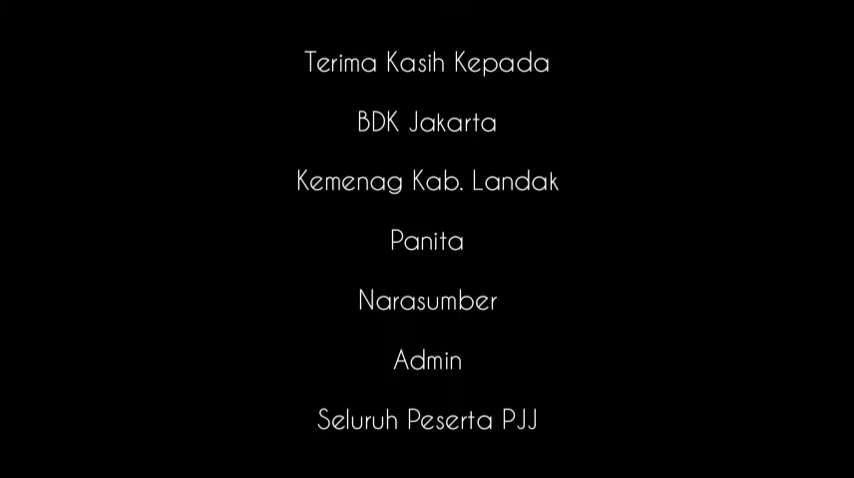 Terima Kasih Kepada
BDK Jakarta
Kemenag Kab. Landak
Panita
Narasumber
Admin
Seluruh Peserta PJJ